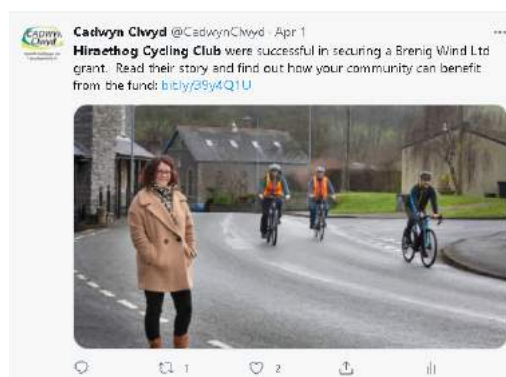 Cadwyn Clwyd @CadwynClwyd · Apr 1
Hiraethog Cycling Club were successful in securing a Brenig Wind Ltd
grant. Read their story and find out how your community can benefit
from the fund: bit.ly/39y4Q1U
1
2